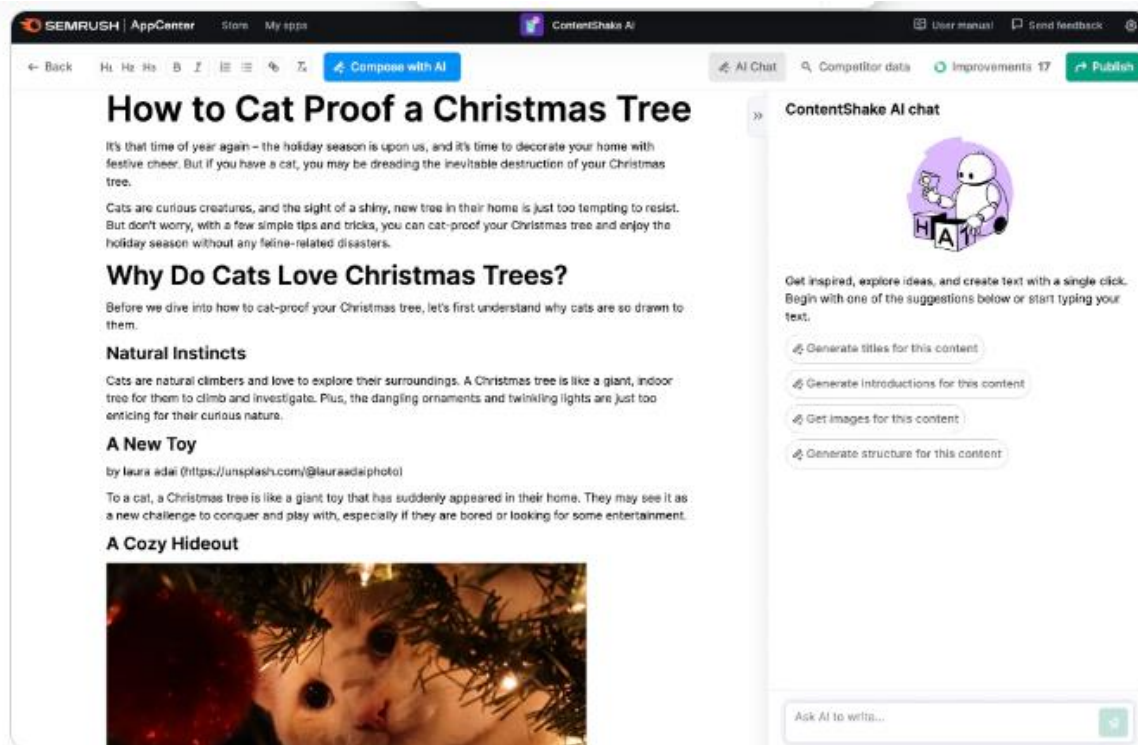 SEMRUSH AppCenter Store My apps ContentShake AI User manual Send feedback
← Back H1 H2 H3 B I Compose with AI AI Chat Competitor data Improvements 17 Publish
How to Cat Proof a Christmas Tree
It's that time of year again – the holiday season is upon us, and it's time to decorate your home with
festive cheer. But if you have a cat, you may be dreading the inevitable destruction of your Christmas
tree.
Cats are curious creatures, and the sight of a shiny, new tree in their home is just too tempting to resist.
But don't worry, with a few simple tips and tricks, you can cat-proof your Christmas tree and enjoy the
holiday season without any feline-related disasters.
Why Do Cats Love Christmas Trees?
Before we dive into how to cat-proof your Christmas tree, let's first understand why cats are so drawn to
them.
Natural Instincts
Cats are natural climbers and love to explore their surroundings. A Christmas tree is like a giant, indoor
tree for them to climb and investigate. Plus, the dangling ornaments and twinkling lights are just too
enticing for their curious nature.
A New Toy
by laura adai (https://unsplash.com/@lauraadaiphoto)
To a cat, a Christmas tree is like a giant toy that has suddenly appeared in their home. They may see it as
a new challenge to conquer and play with, especially if they are bored or looking for some entertainment.
A Cozy Hideout
ContentShake AI chat
H A
Get inspired, explore ideas, and create text with a single click.
Begin with one of the suggestions below or start typing your
text.
Generate titles for this content
Generate introductions for this content
Get images for this content
Generate structure for this content
Ask AI to write...